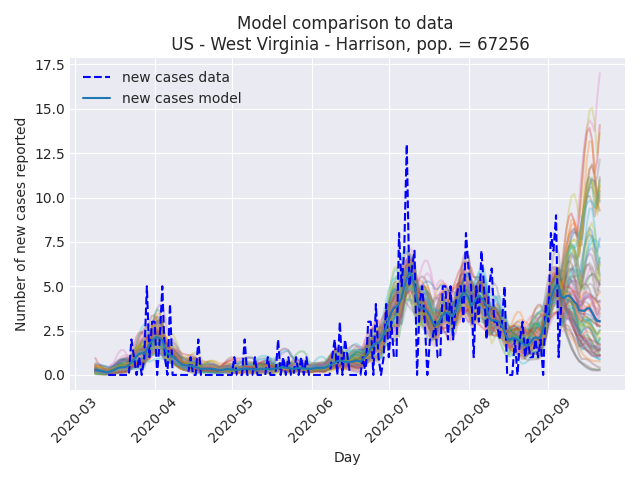 Model comparison to data
US - West Virginia - Harrison, pop. = 67256
17.5
15.0
12.5
10.0
7.5
5.0
2.5
0.0
Number of new cases reported
new cases data
new cases model
2020-03
2020-04
2020-05
2020-06
2020-07
2020-08
2020-09
Day